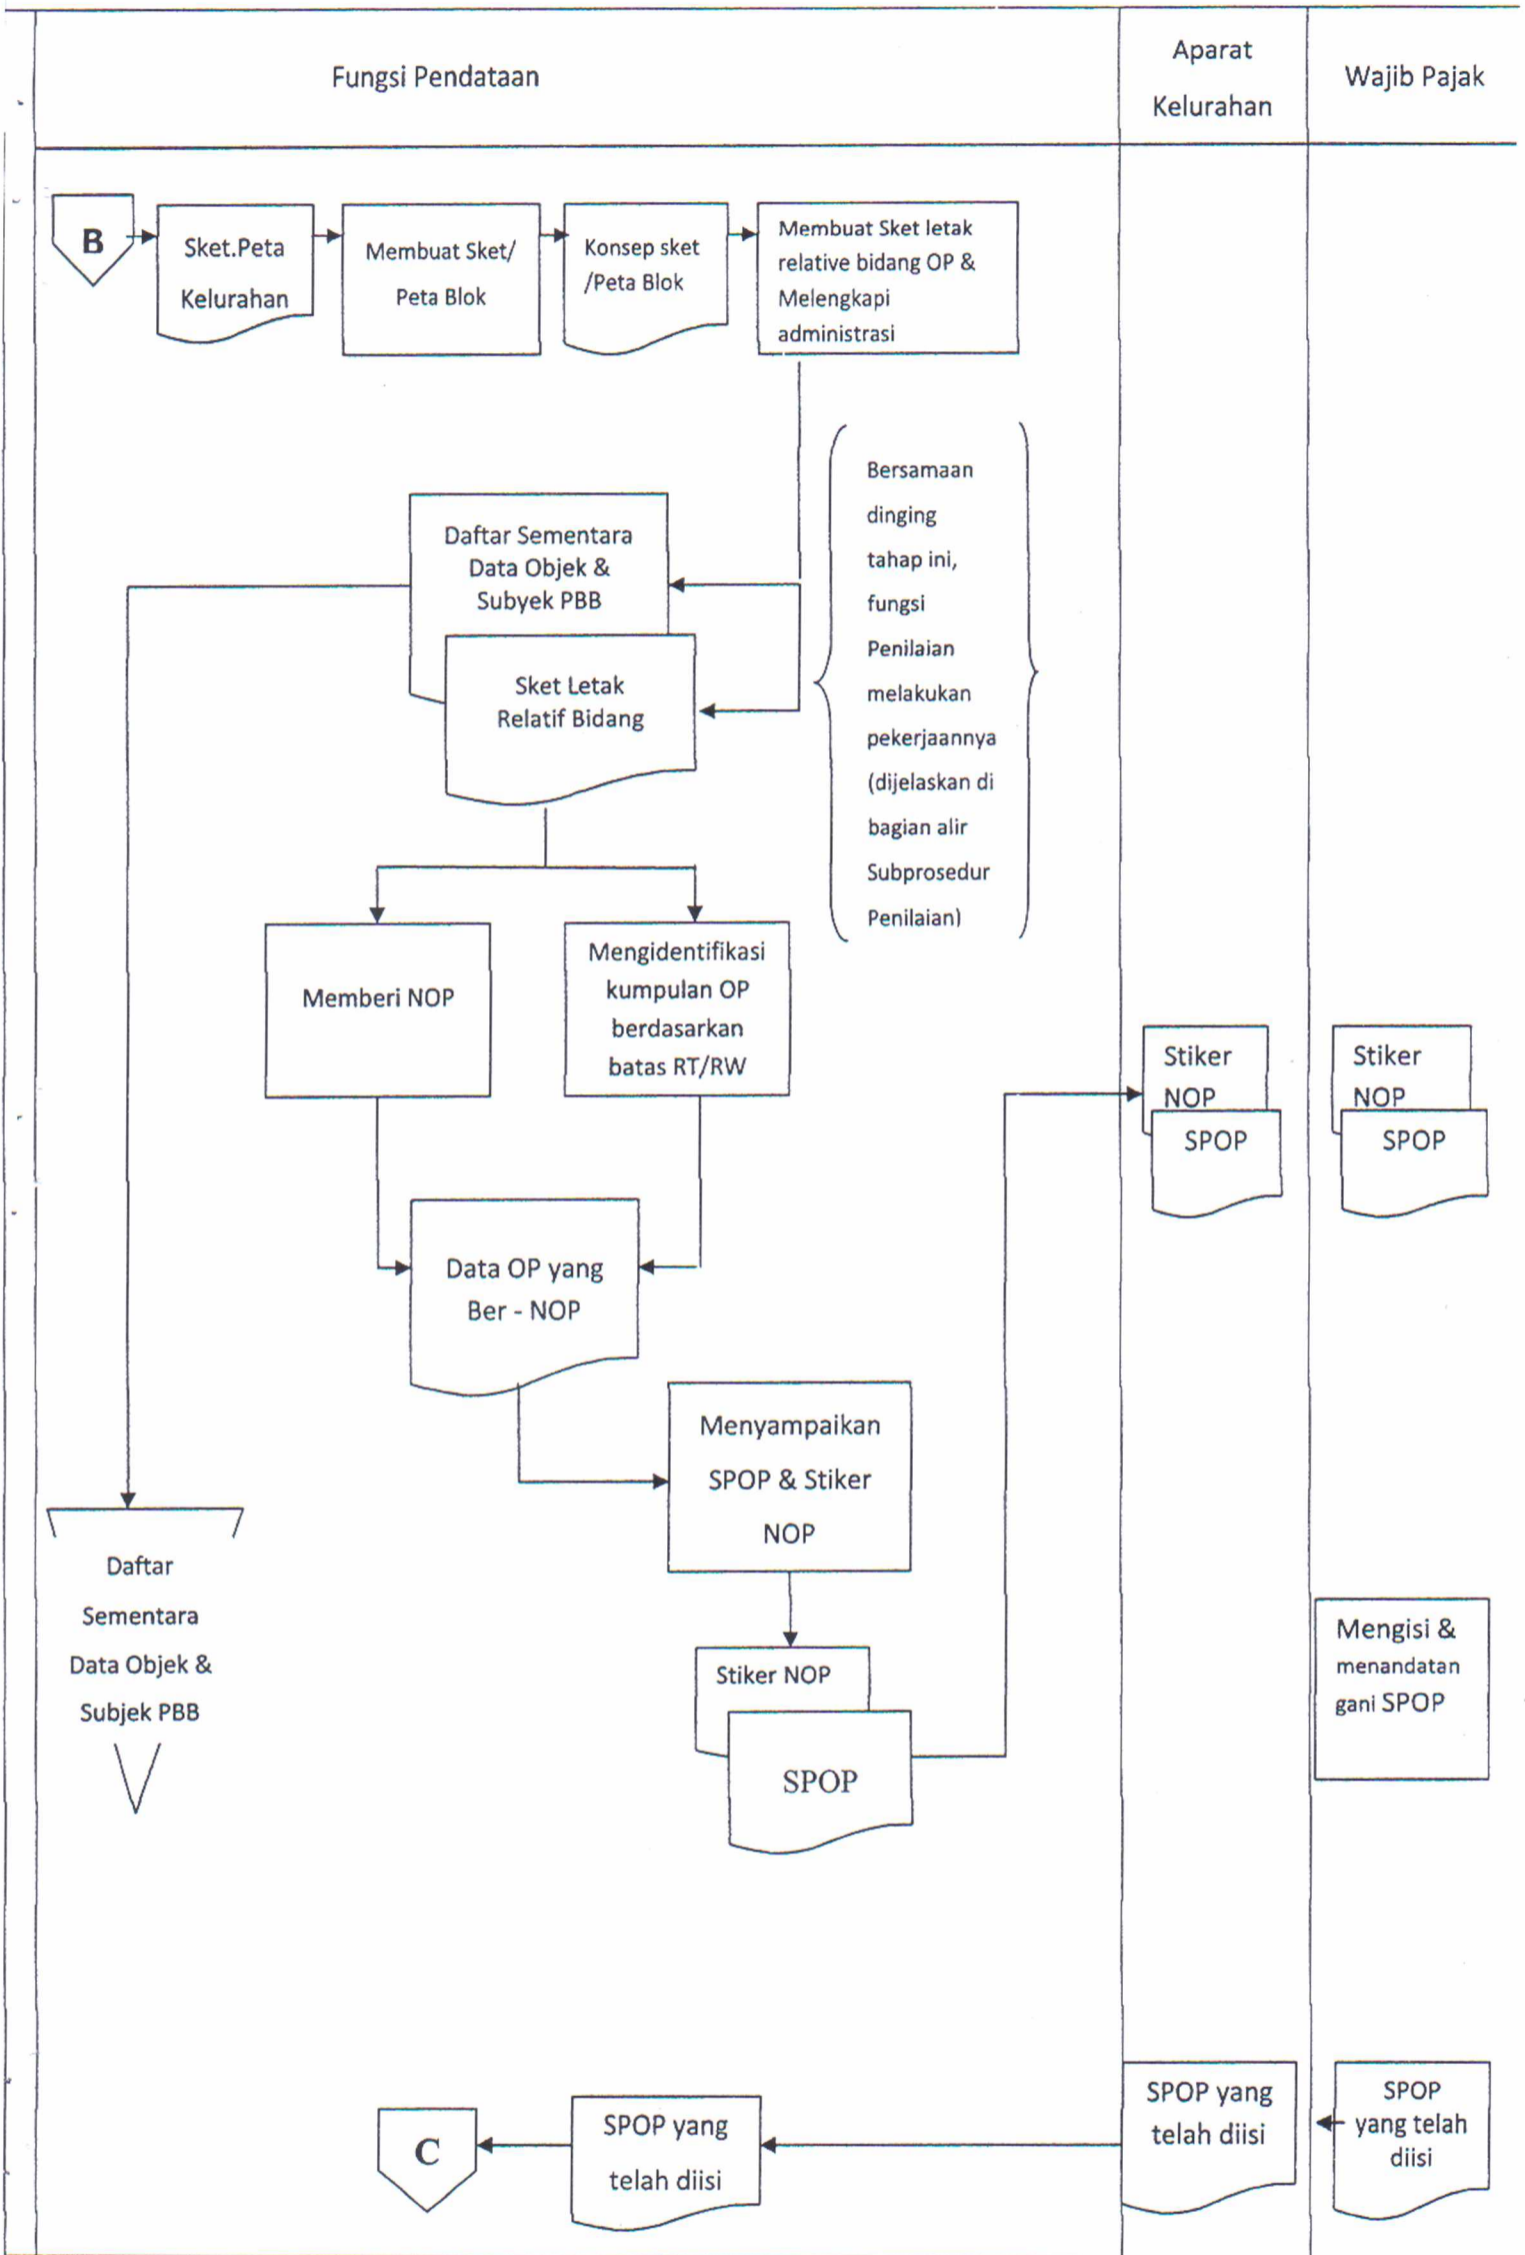 Fungsi Pendataan
Aparat
Kelurahan
Wajib Pajak
B
Sket.Peta
Kelurahan
Membuat Sket/
Peta Blok
Konsep sket
/Peta Blok
Membuat Sket letak
relative bidang OP &
Melengkapi
administrasi
Bersamaan
dinging
tahap ini,
fungsi
Penilaian
melakukan
pekerjaannya
(dijelaskan di
bagian alir
Subprosedur
Penilaian)
Daftar Sementara
Data Objek &
Subyek PBB
Sket Letak
Relatif Bidang
Memberi NOP
Mengidentifikasi
kumpulan OP
berdasarkan
batas RT/RW
Stiker
NOP
SPOP
Stiker
NOP
SPOP
Data OP yang
Ber - NOP
Menyampaikan
SPOP & Stiker
NOP
Daftar
Sementara
Data Objek &
Subjek PBB
Stiker NOP
SPOP
Mengisi &
menandatan
gani SPOP
C
SPOP yang
telah diisi
SPOP yang
telah diisi
SPOP
yang telah
diisi